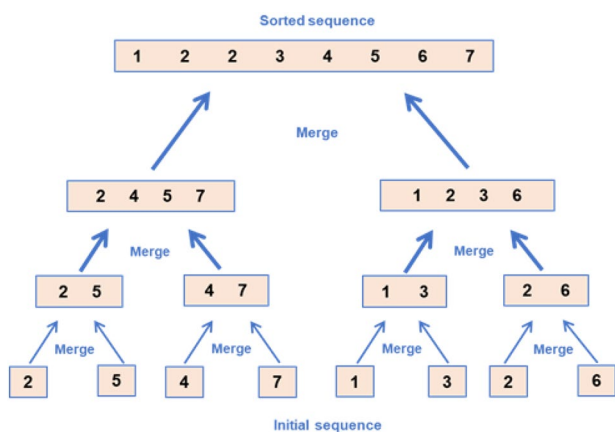 Sorted sequence
1 2 2 3 4 5 6 7
Merge
2 4 5 7
1 2 3 6
Merge
Merge
2 5
4 7
1 3
2 6
Merge
Merge
Merge
Merge
2
5
4
7
1
3
2
6
Initial sequence